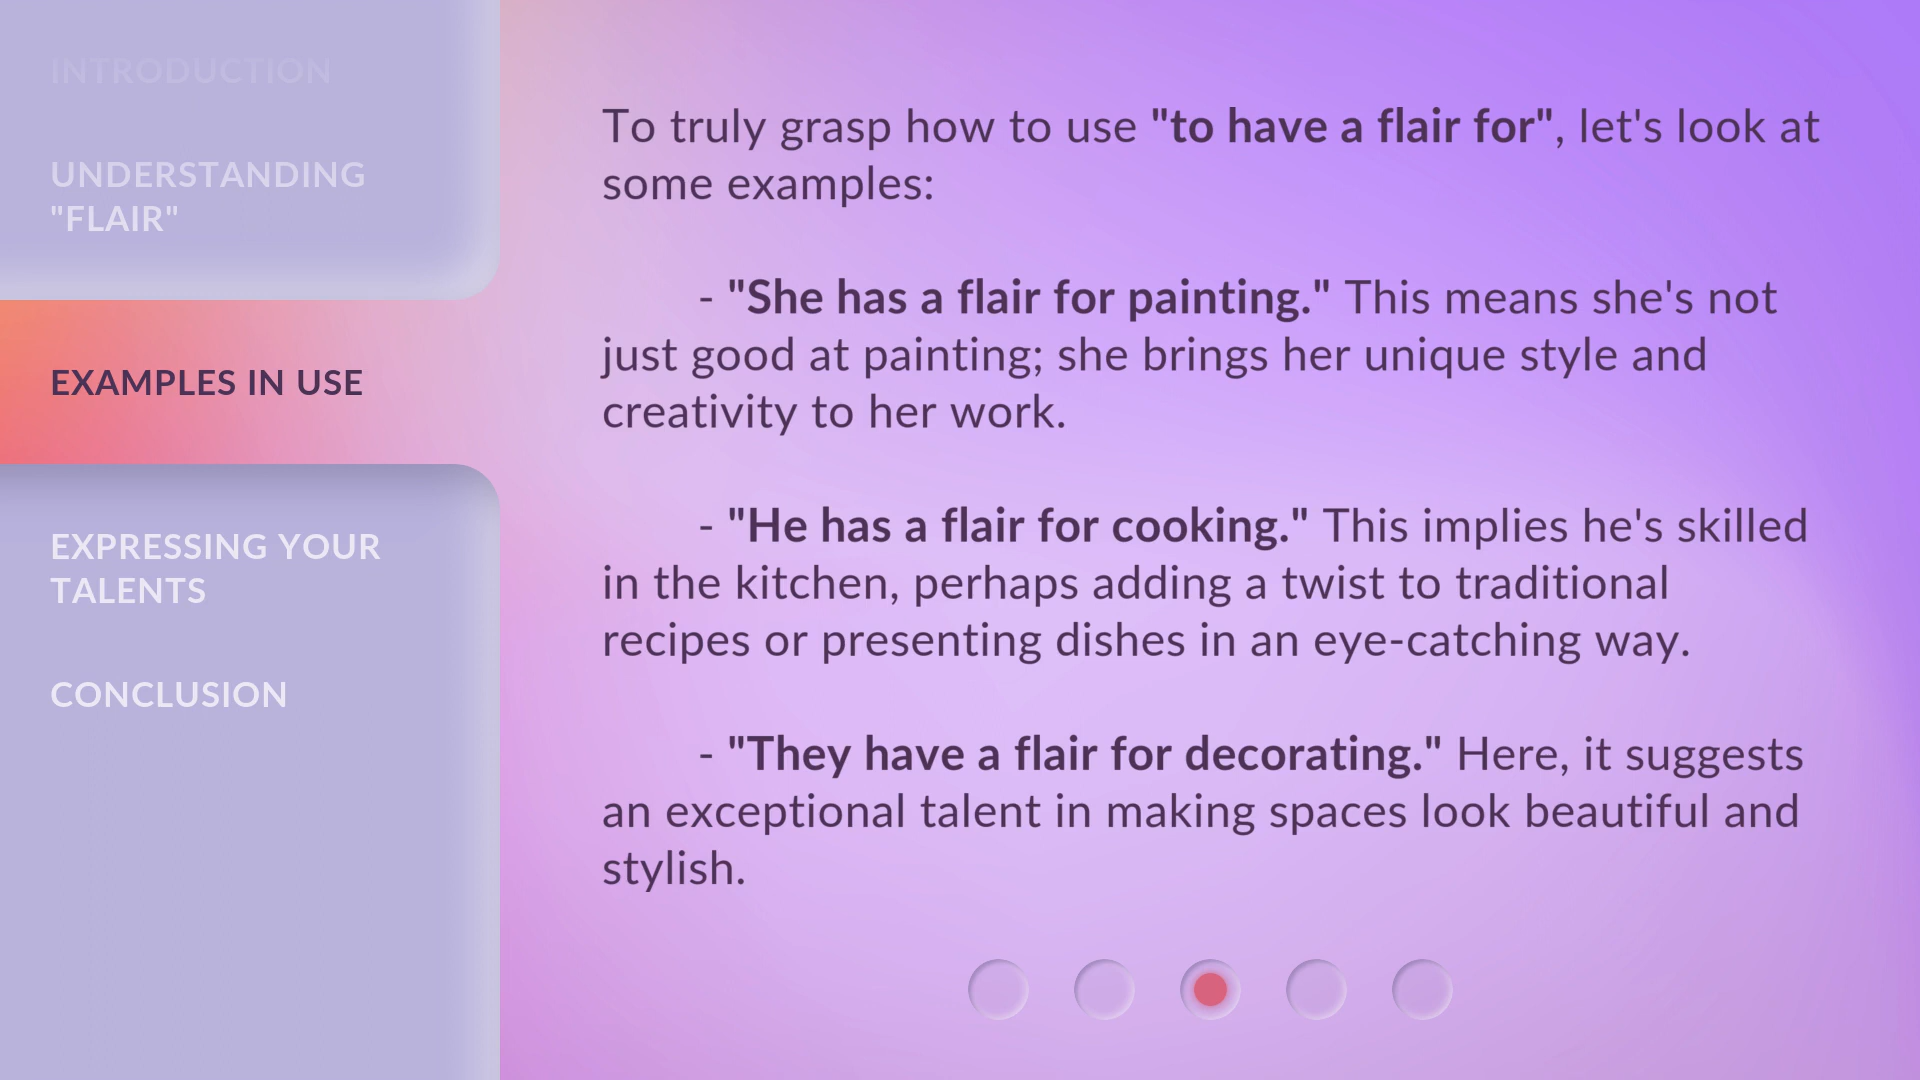 INTRODUCTION
UNDERSTANDING
"FLAIR"
EXAMPLES IN USE
EXPRESSING YOUR
TALENTS
CONCLUSION
To truly grasp how to use "to have a flair for", let's look at
some examples:
- "She has a flair for painting." This means she's not
just good at painting; she brings her unique style and
creativity to her work.
- "He has a flair for cooking." This implies he's skilled
in the kitchen, perhaps adding a twist to traditional
recipes or presenting dishes in an eye-catching way.
- "They have a flair for decorating." Here, it suggests
an exceptional talent in making spaces look beautiful and
stylish.